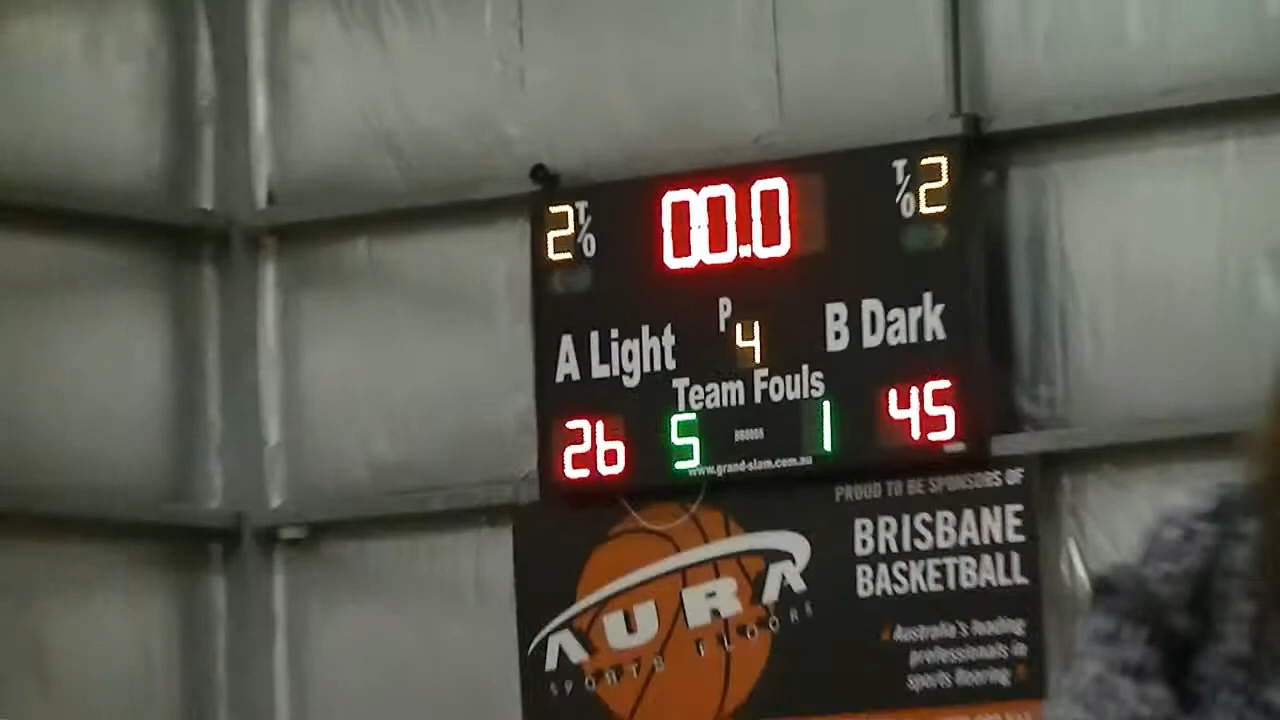 2 T/O 00.0 T/O 2
P
4
A Light B Dark
Team Fouls
26 5 1 45
www.grand-slam.com.au
PROUD TO BE SPONSORS OF
BRISBANE
BASKETBALL
AURA
SPORTS FLOORS
Australia's leading
professionals in
sports flooring